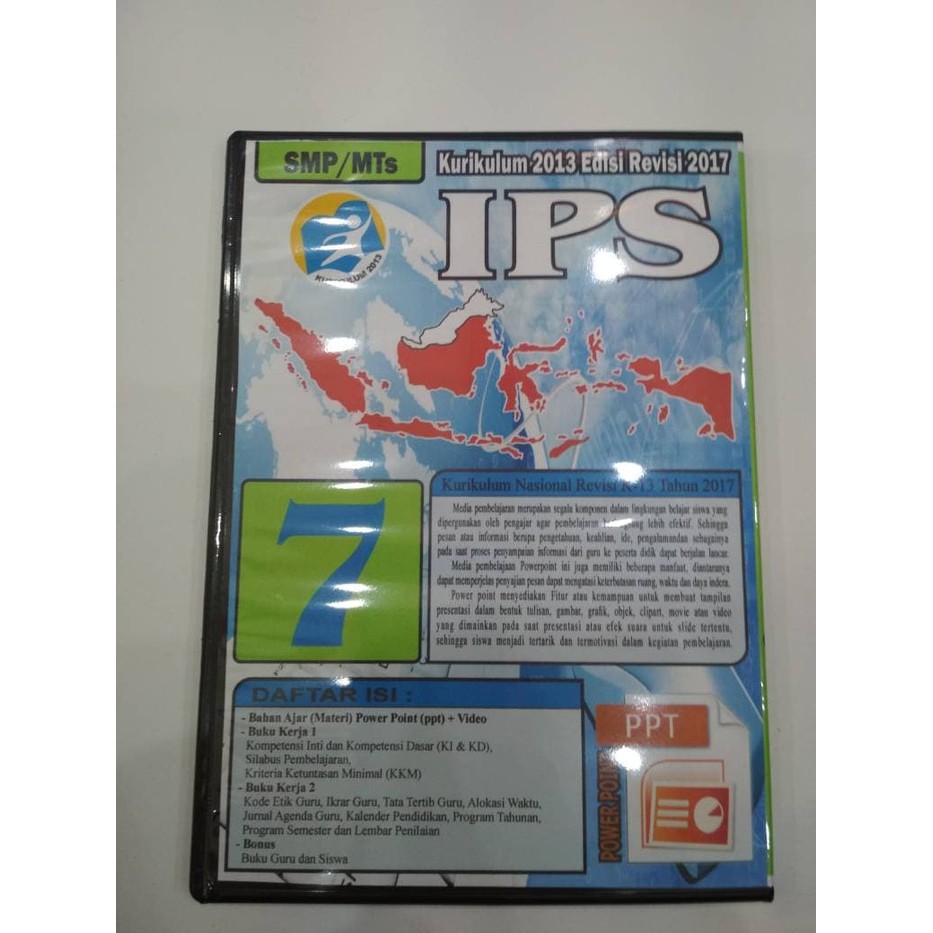 SMP/MTs
Kurikulum 2013 Edisi Revisi 2017
IPS
KURIKULUM 2013
7
Kurikulum Nasional Revisi K-13 Tahun 2017
Media pembelajaran merupakan segala komponen dalam lingkungan belajar siswa yang
dipergunakan oleh pengajar agar pembelajaran berlangsung lebih efektif. Sehingga
pesan atau informasi berupa pengetahuan, keahlian, ide, pengalamandan sebagainya
pada saat proses penyampaian informasi dari guru ke peserta didik dapat berjalan lancar.
Media pembelajaan Powerpoint ini juga memiliki beberapa manfaat, diantaranya
dapat memperjelas penyajian pesan dapat mengatasi keterbatasan ruang, waktu dan daya indera.
Power point menyediakan Fitur atau kemampuan untuk membuat tampilan
presentasi dalam bentuk tulisan, gambar, grafik, objek, clipart, movie atau video
yang dimainkan pada saat presentasi atau efek suara untuk slide tertentu,
sehingga siswa menjadi tertarik dan termotivasi dalam kegiatan pembelajaran.
DAFTAR ISI :
- Bahan Ajar (Materi) Power Point (ppt) + Video
- Buku Kerja 1
Kompetensi Inti dan Kompetensi Dasar (KI & KD),
Silabus Pembelajaran,
Kriteria Ketuntasan Minimal (KKM)
- Buku Kerja 2
Kode Etik Guru, Ikrar Guru, Tata Tertib Guru, Alokasi Waktu,
Jurnal Agenda Guru, Kalender Pendidikan, Program Tahunan,
Program Semester dan Lembar Penilaian
- Bonus
Buku Guru dan Siswa
PPT
POWER POINT